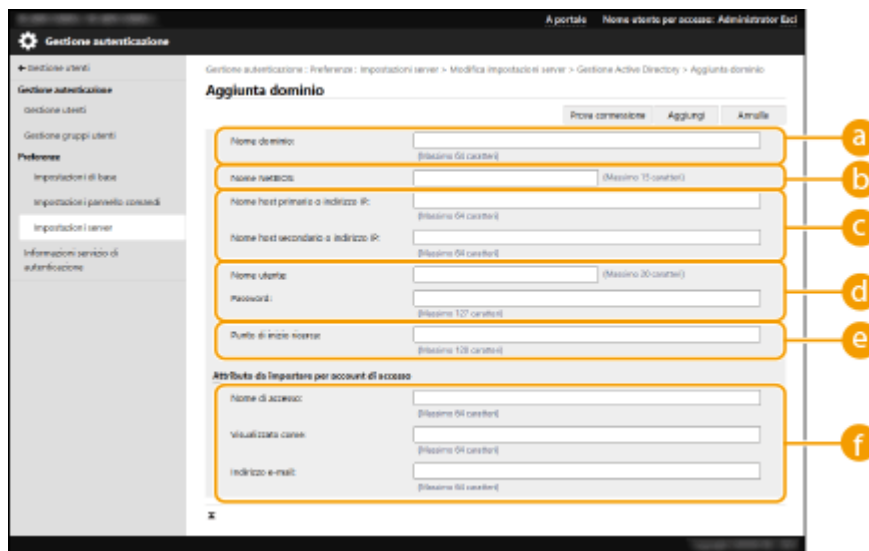 A portale Nome utente per accesso: Administrator Esci
Gestione autenticazione
Gestione utenti
Gestione autenticazione : Preferenze : Impostazioni server > Modifica impostazioni server > Gestione Active Directory > Aggiunta dominio
Gestione autenticazione
Gestione utenti
Gestione gruppi utenti
Preferenze
Impostazioni di base
Impostazioni pannello comandi
Impostazioni server
Informazioni servizio di
autenticazione
Aggiunta dominio
Prova connessione Aggiungi Annulla
Nome dominio:
(Massimo 64 caratteri)
a
Nome NetBIOS:
(Massimo 15 caratteri)
b
Nome host primario o indirizzo IP:
(Massimo 64 caratteri)
Nome host secondario o indirizzo IP:
(Massimo 64 caratteri)
c
Nome utente:
(Massimo 20 caratteri)
Password:
(Massimo 127 caratteri)
d
Punto di inizio ricerca:
(Massimo 120 caratteri)
e
Attributo da impostare per account di accesso
Nome di accesso:
(Massimo 64 caratteri)
Visualizzato come:
(Massimo 64 caratteri)
Indirizzo e-mail:
(Massimo 64 caratteri)
f